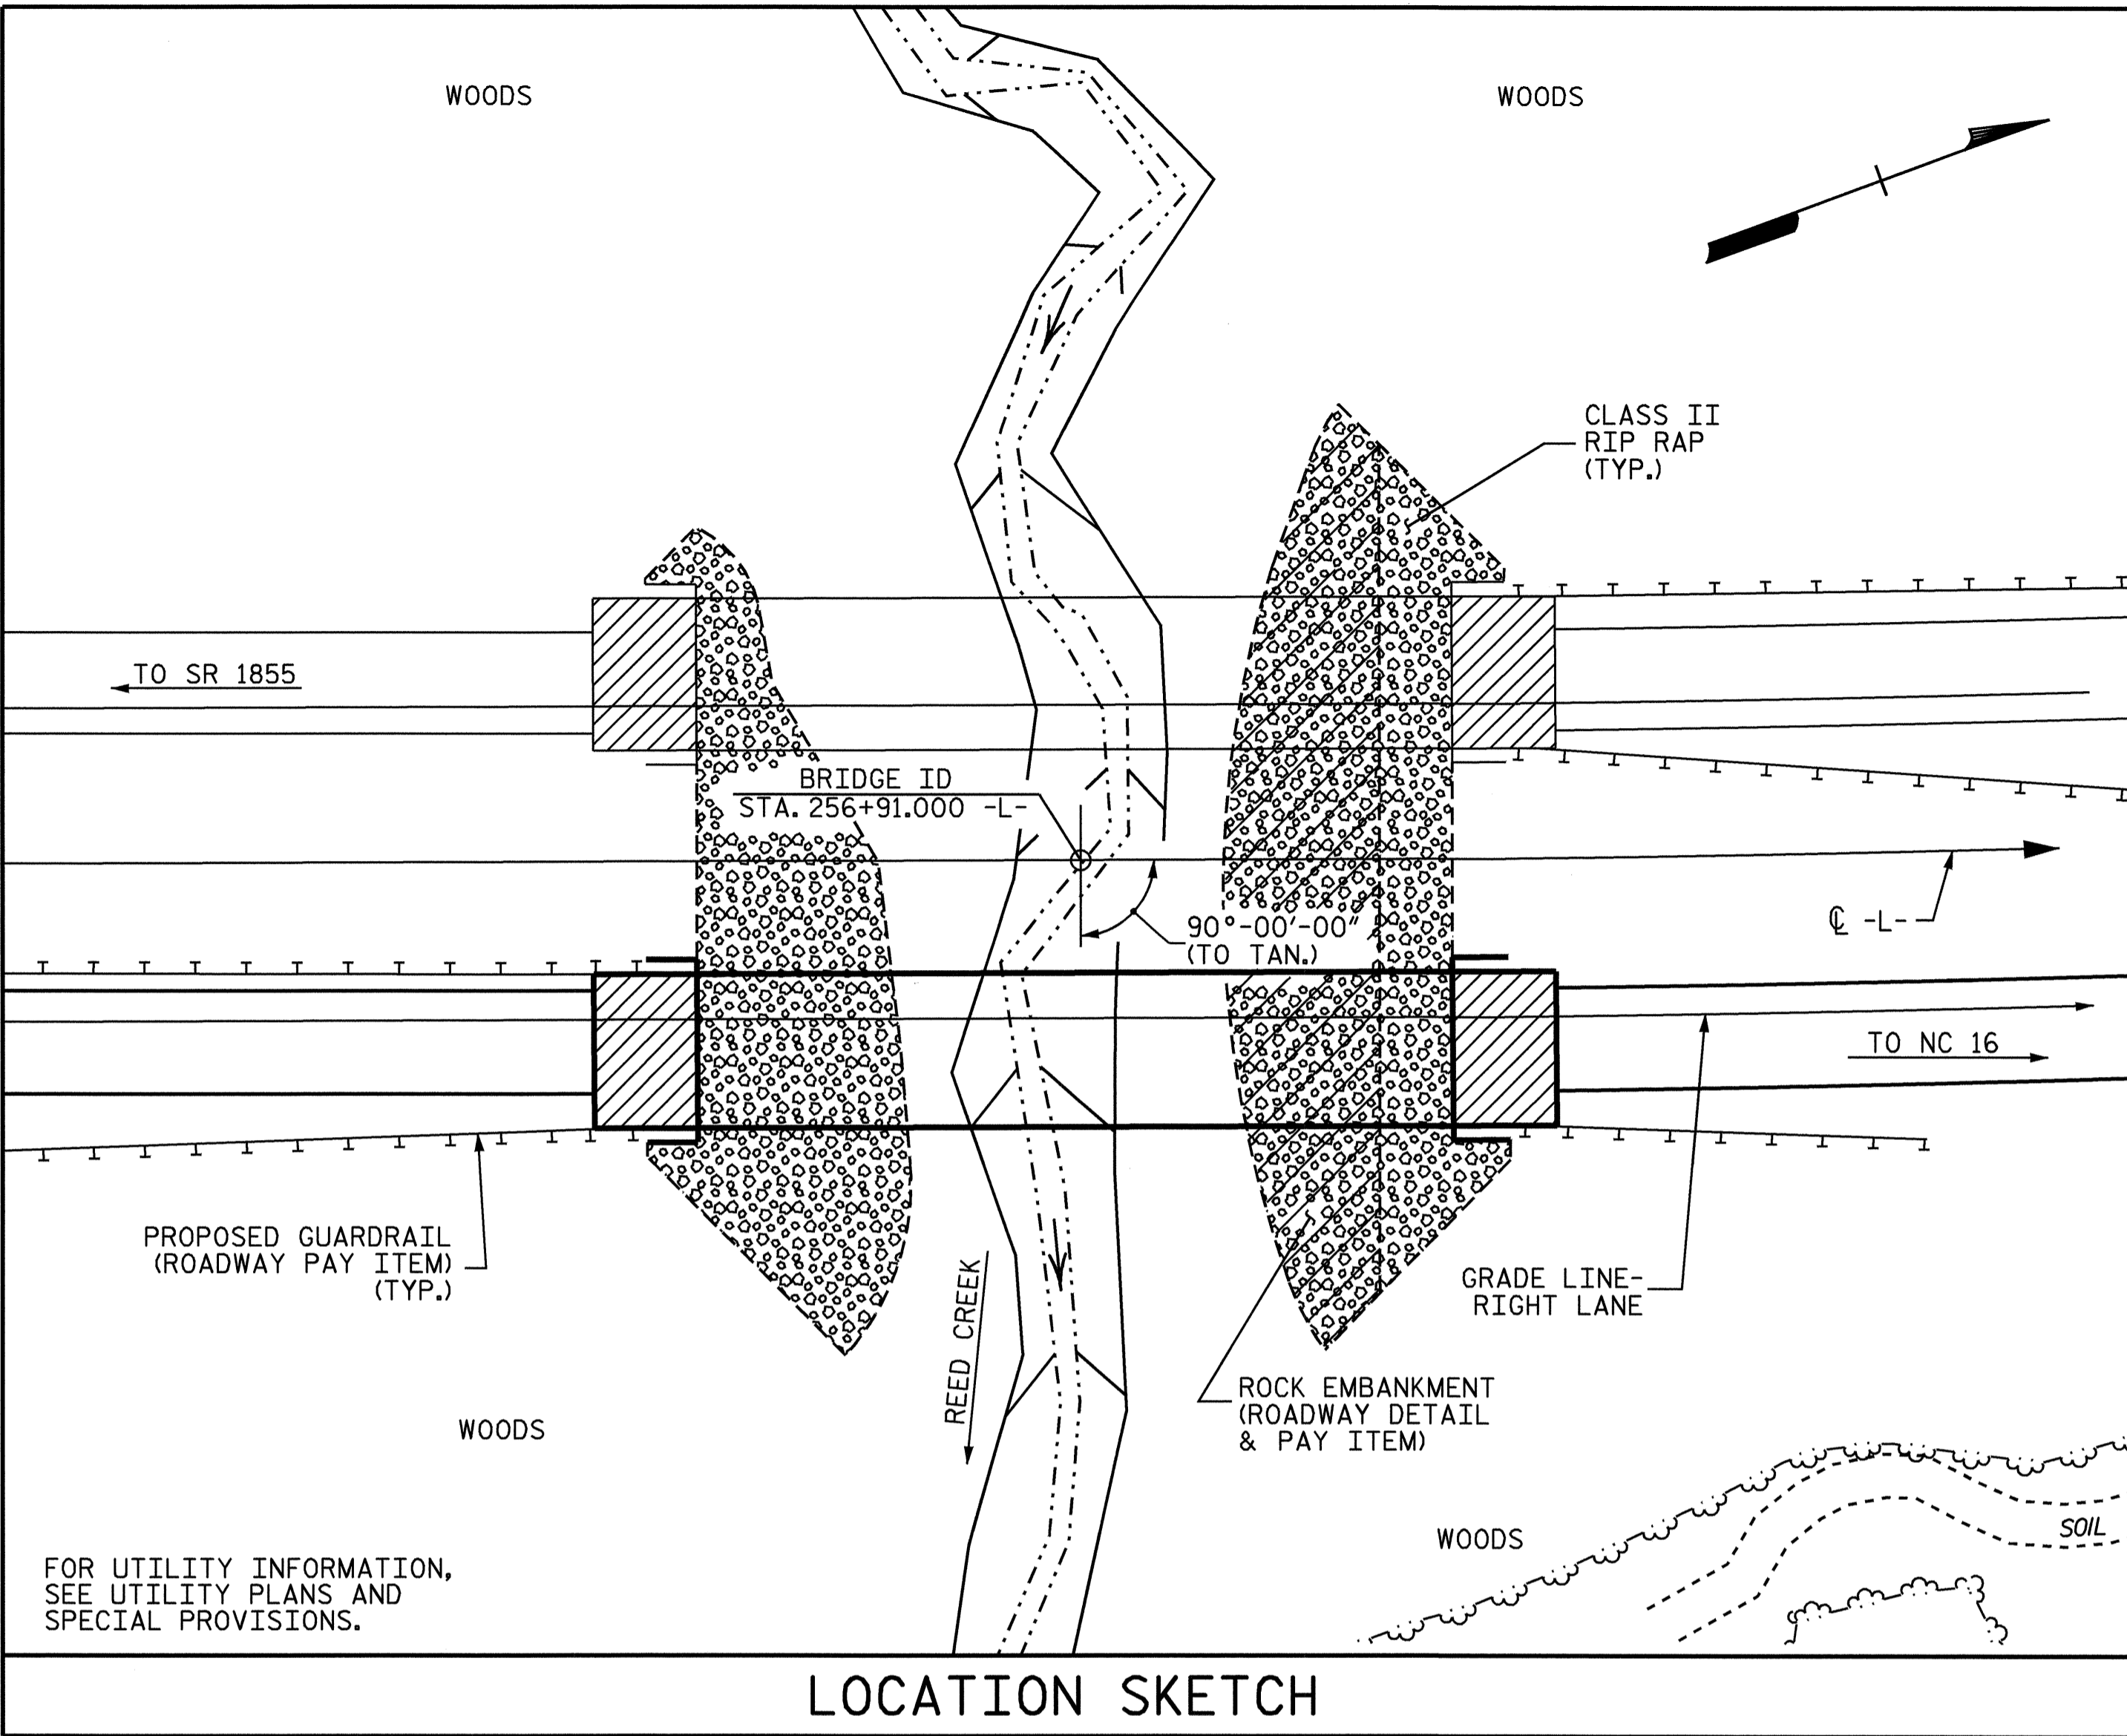 WOODS
WOODS
CLASS II
RIP RAP
(TYP.)
TO SR 1855
BRIDGE ID
STA. 256+91.000 -L-
90°-00'-00"
(TO TAN.)
℄ -L-
TO NC 16
PROPOSED GUARDRAIL
(ROADWAY PAY ITEM)
(TYP.)
REED CREEK
GRADE LINE-
RIGHT LANE
ROCK EMBANKMENT
(ROADWAY DETAIL
& PAY ITEM)
WOODS
WOODS
SOIL
FOR UTILITY INFORMATION,
SEE UTILITY PLANS AND
SPECIAL PROVISIONS.
LOCATION SKETCH